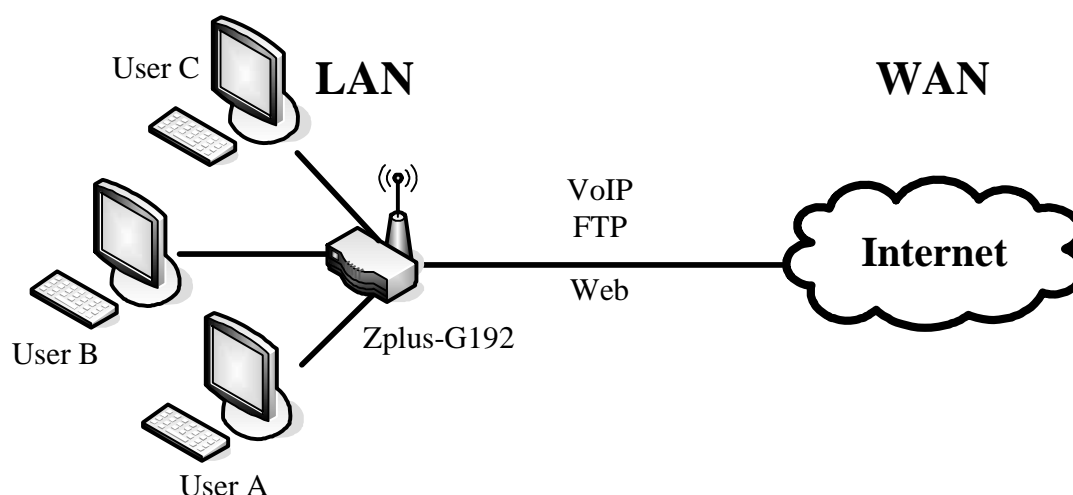 User C
LAN
WAN
VoIP
FTP
Internet
Web
Zplus-G192
User B
User A